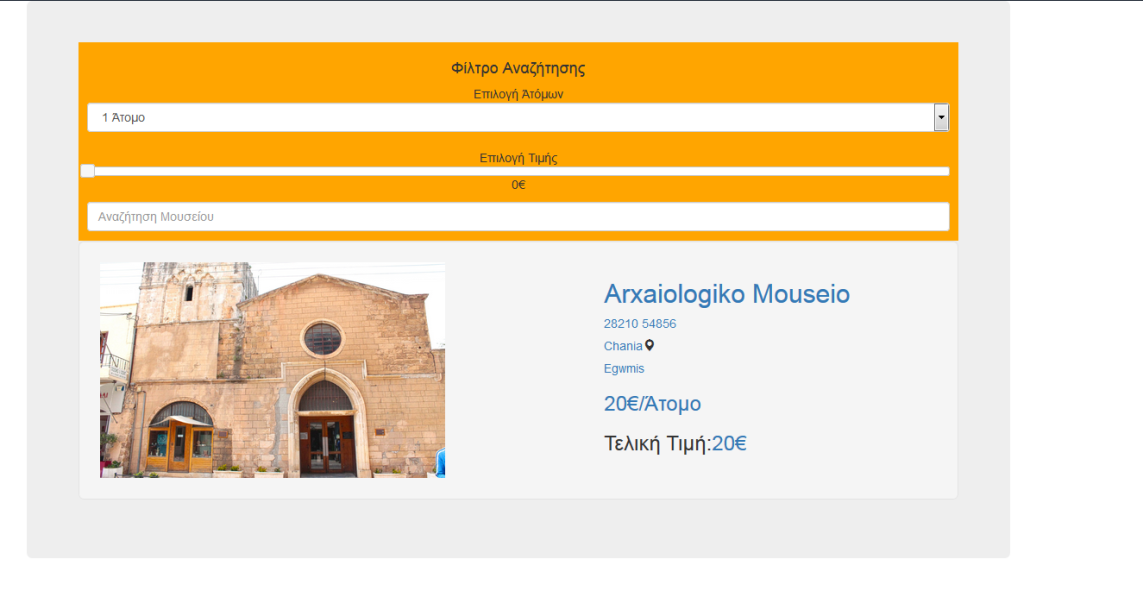 Φίλτρο Αναζήτησης
Επιλογή Άτόμων
1 Άτομο
Επιλογή Τιμής
0€
Αναζήτηση Μουσείου
Arxaiologiko Mouseio
28210 54856
Chania
Egwmis
20€/Άτομο
Τελική Τιμή:20€